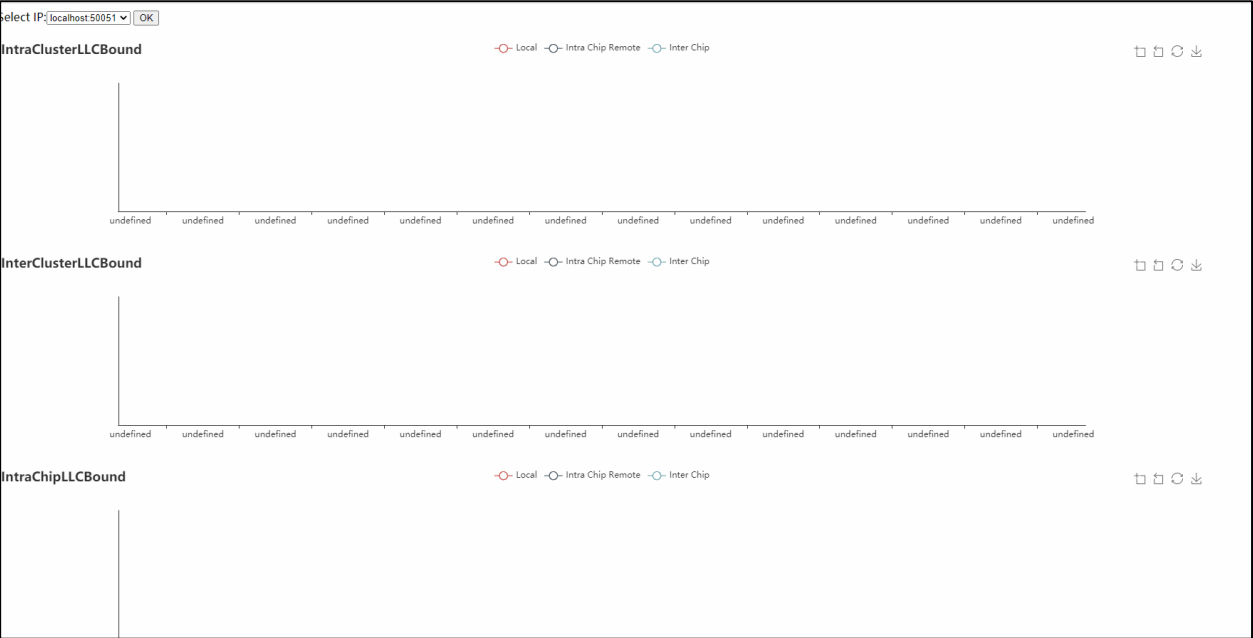 Select IP: localhost:50051 OK
IntraClusterLLCBound Local Intra Chip Remote Inter Chip
undefined undefined undefined undefined undefined undefined undefined undefined undefined undefined undefined undefined undefined undefined
InterClusterLLCBound Local Intra Chip Remote Inter Chip
undefined undefined undefined undefined undefined undefined undefined undefined undefined undefined undefined undefined undefined undefined
IntraChipLLCBound Local Intra Chip Remote Inter Chip